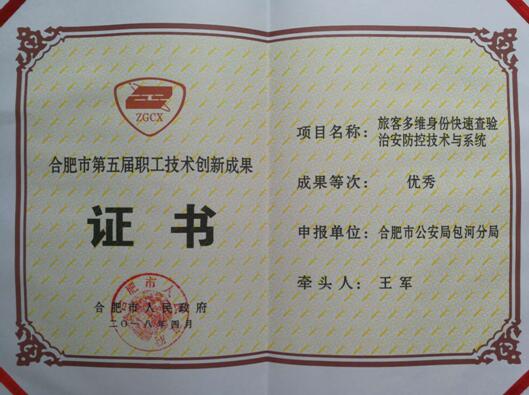 ZGCX
合肥市第五届职工技术创新成果
证书
合肥市人民政府
二〇一八年四月
项目名称：旅客多维身份快速查验
治安防控技术与系统
成果等次：优秀
申报单位：合肥市公安局包河分局
牵头人：王军